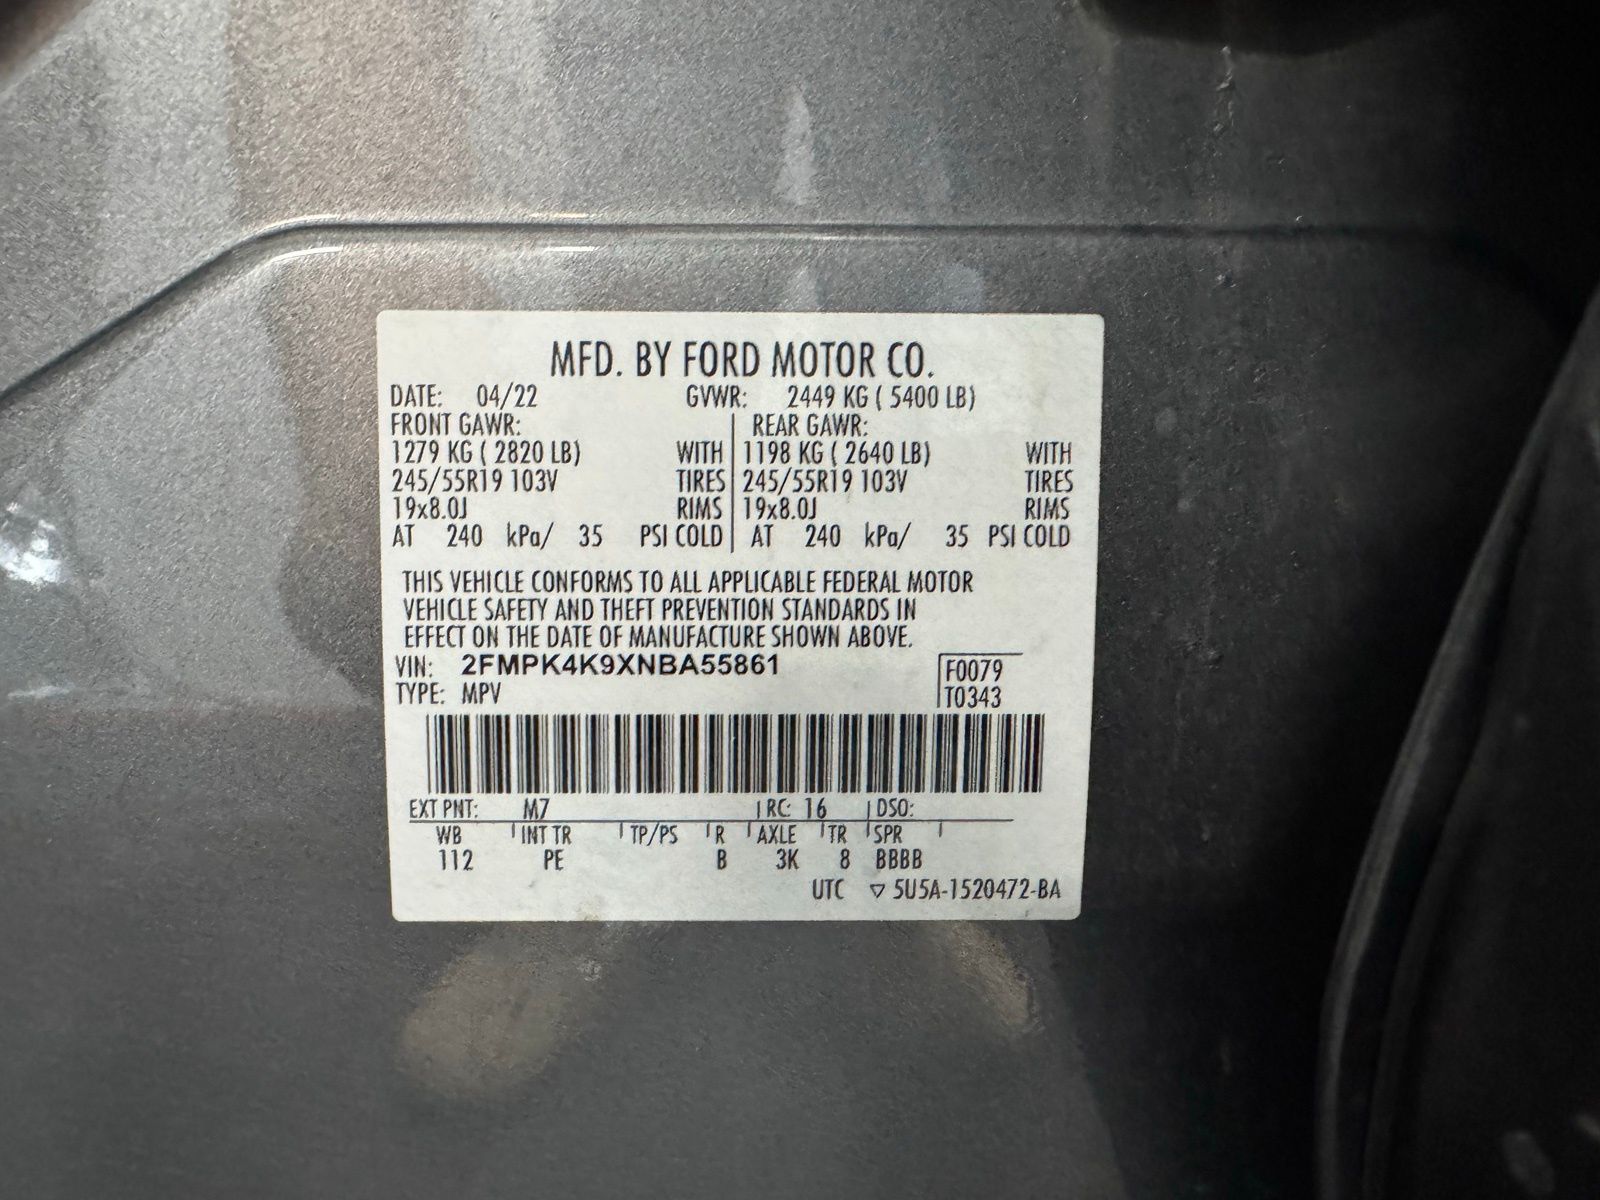 MFD. BY FORD MOTOR CO.
DATE: 04/22 GVWR: 2449 KG ( 5400 LB)
FRONT GAWR: REAR GAWR:
1279 KG ( 2820 LB) WITH 1198 KG ( 2640 LB) WITH
245/55R19 103V TIRES 245/55R19 103V TIRES
19x8.0J RIMS 19x8.0J RIMS
AT 240 kPa/ 35 PSI COLD AT 240 kPa/ 35 PSI COLD
THIS VEHICLE CONFORMS TO ALL APPLICABLE FEDERAL MOTOR
VEHICLE SAFETY AND THEFT PREVENTION STANDARDS IN
EFFECT ON THE DATE OF MANUFACTURE SHOWN ABOVE.
VIN: 2FMPK4K9XNBA55861 F0079
TYPE: MPV T0343
EXT PNT: M7 RC: 16 DSO:
WB INT TR TP/PS R AXLE TR SPR
112 PE B 3K 8 BBBB
UTC ▽ 5U5A-1520472-BA